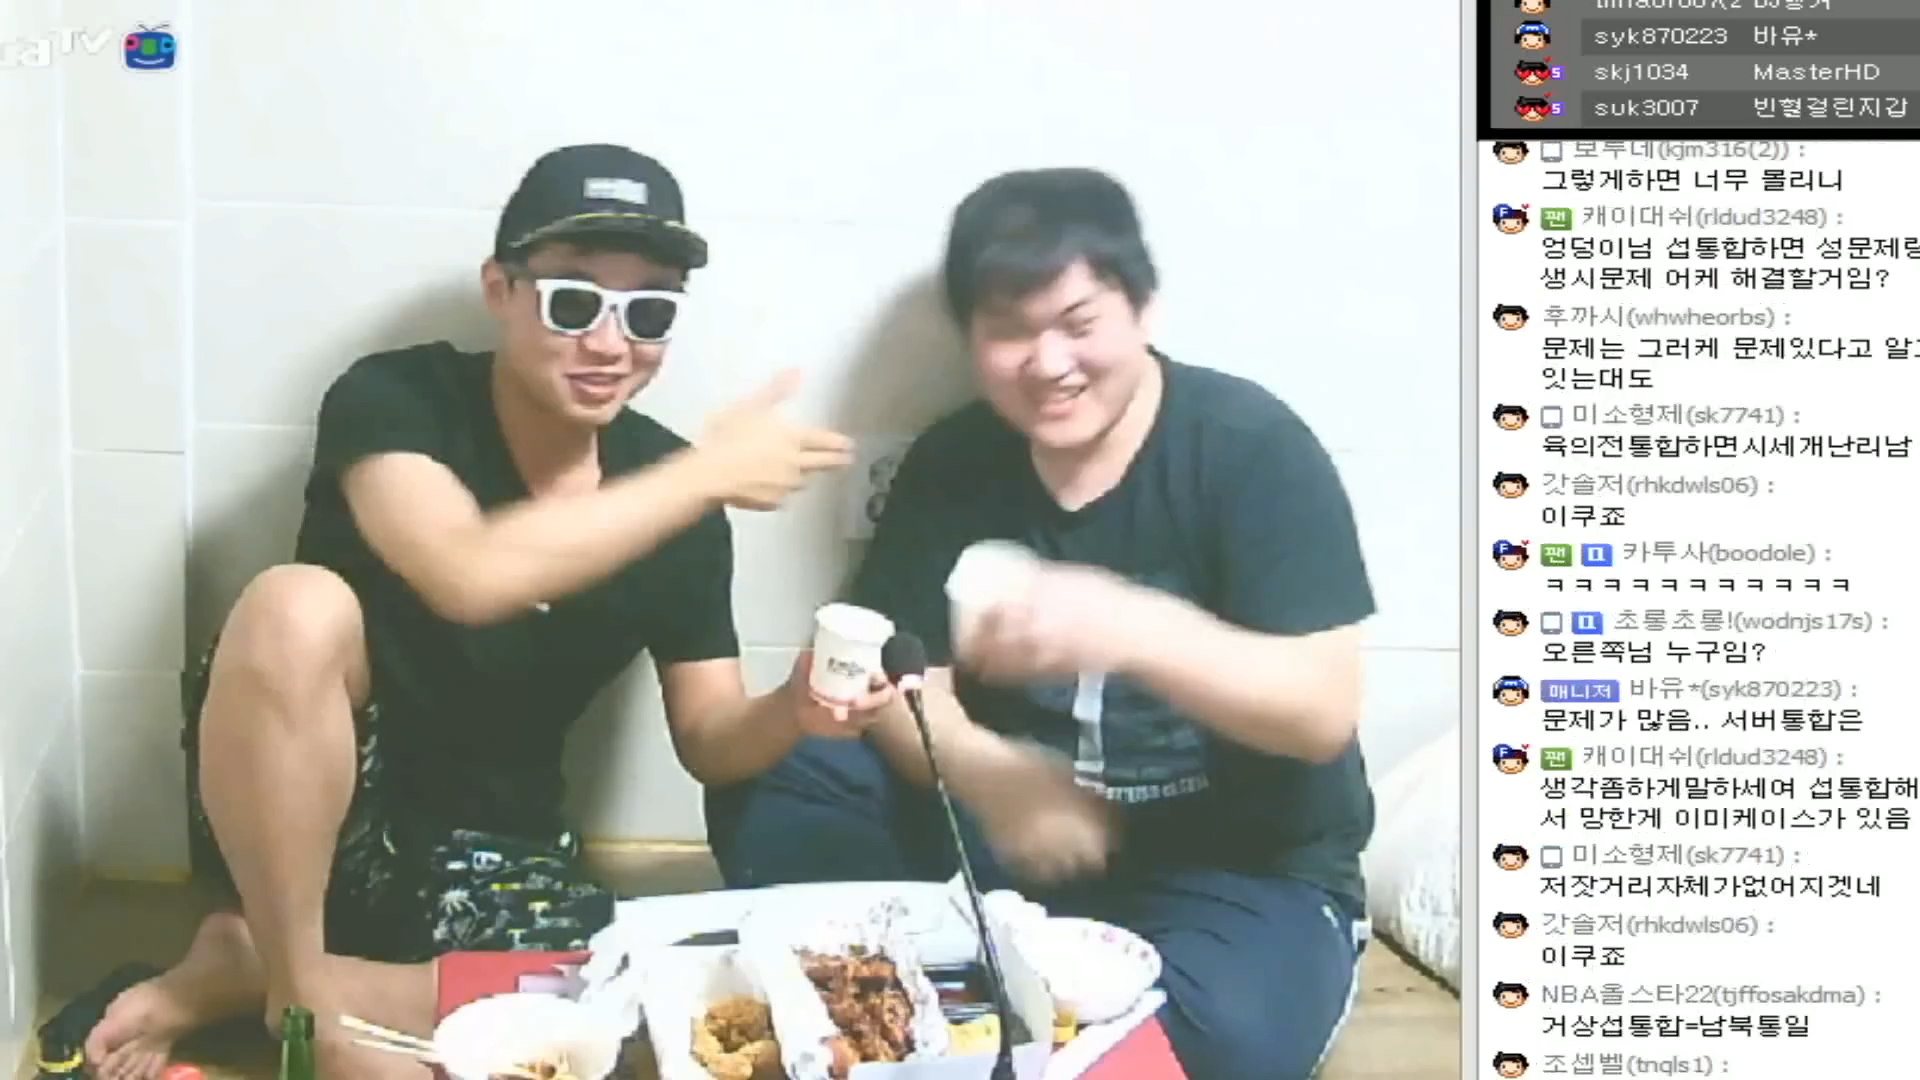 TV
syk870223 바유*
skj1034 MasterHD
suk3007 빈혈걸린지갑
보두네(kjm316(2)) :
그렇게하면 너무 몰리니
팬 캐이대쉬(rldud3248) :
엉덩이님 섭통합하면 성문제랑
생시문제 어케 해결할거임?
후까시(whwheorbs) :
문제는 그러케 문제있다고 알고
잇는대도
미소형제(sk7741) :
육의전통합하면시세개난리남
갓솔저(rhkdwls06) :
이쿠죠
팬 카투사(boodole) :
ㅋㅋㅋㅋㅋㅋㅋㅋㅋㅋㅋ
초롱초롱!(wodnjs17s) :
오른쪽님 누구임?
매니저 바유*(syk870223) :
문제가 많음.. 서버통합은
팬 캐이대쉬(rldud3248) :
생각좀하게말하세여 섭통합해
서 망한게 이미케이스가 있음
미소형제(sk7741) :
저잣거리자체가없어지겟네
갓솔저(rhkdwls06) :
이쿠죠
NBA올스타22(tjffosakdma) :
거상섭통합=남북통일
조셉벨(tnqls1) :